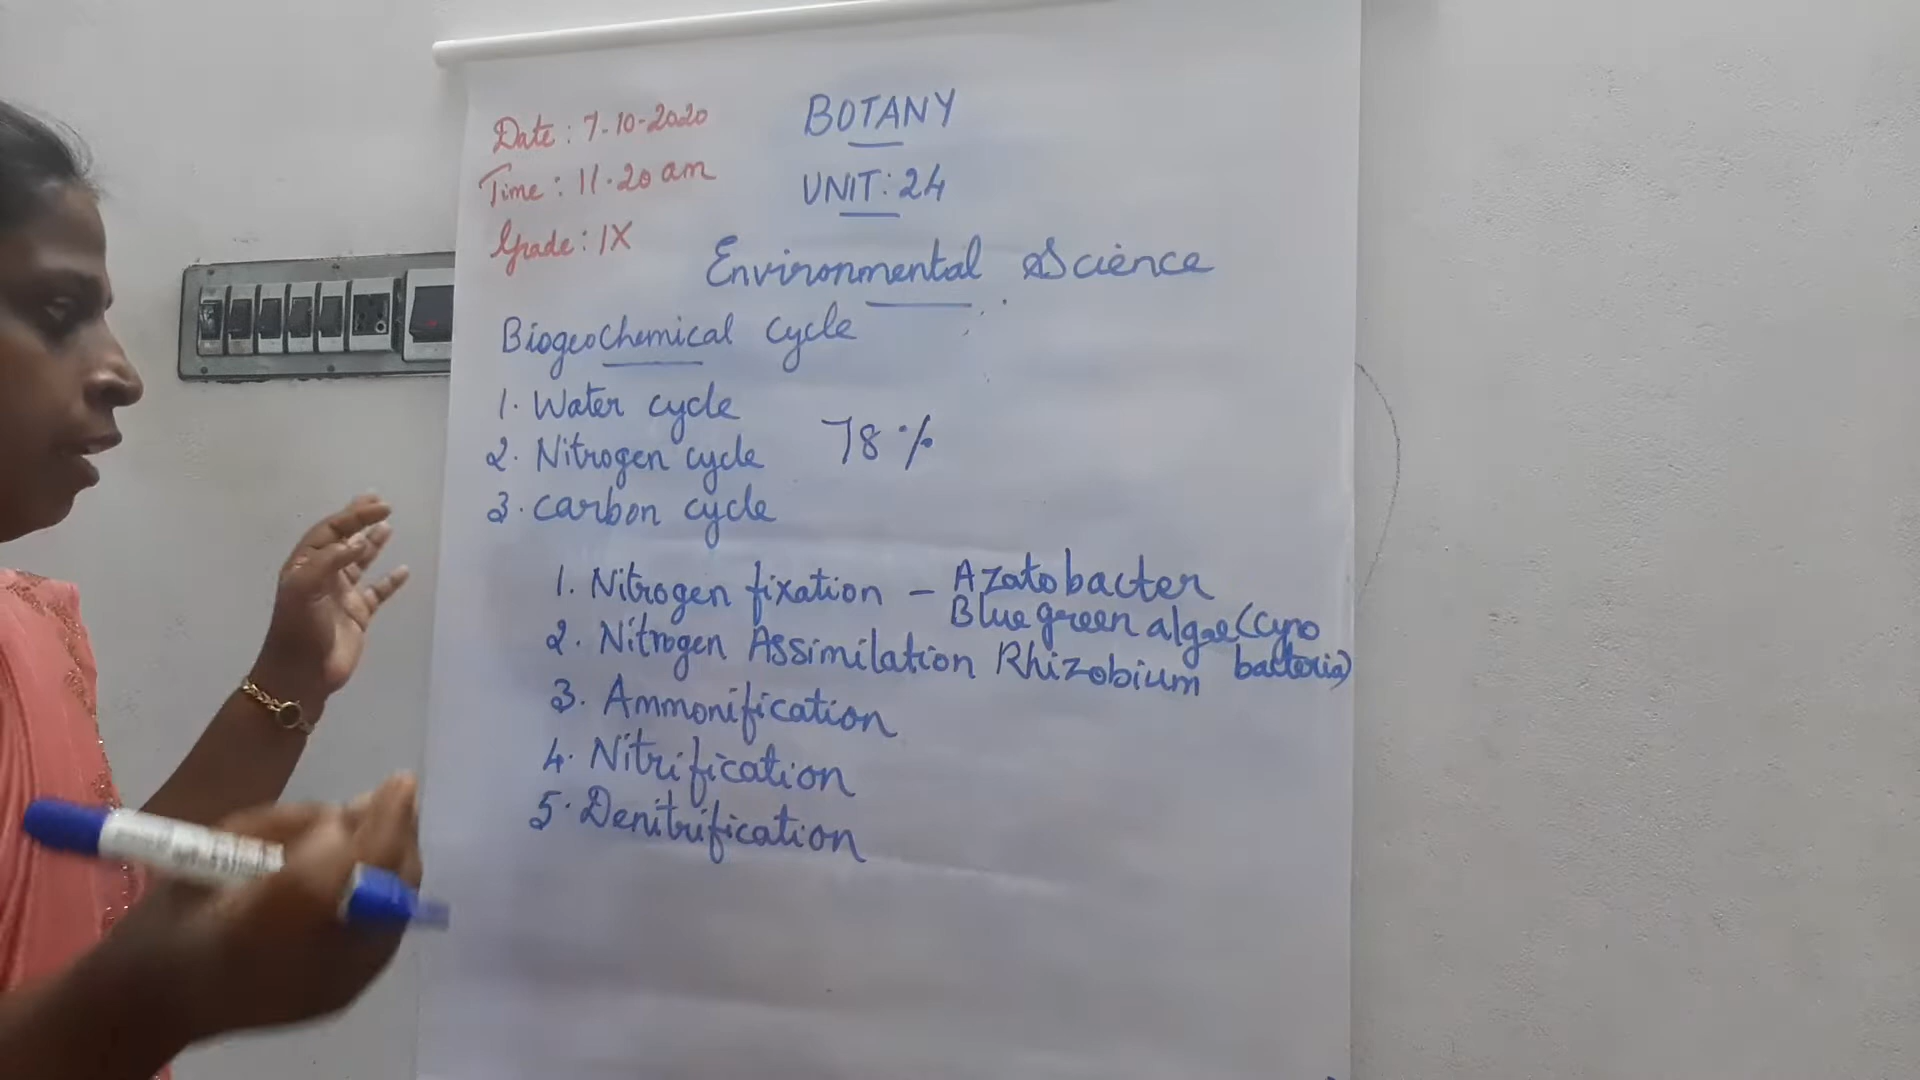 Date: 7-10-2020
Time: 11.20am
Grade: IX
BOTANY
UNIT: 24
Environmental Science
Biogeochemical cycle
1. Water cycle
2. Nitrogen cycle 78%
3. Carbon cycle
1. Nitrogen fixation - Azatobacter
Blue green algae (cyno
bacteria)
2. Nitrogen Assimilation Rhizobium
3. Ammonification
4. Nitrification
5. Denitrification